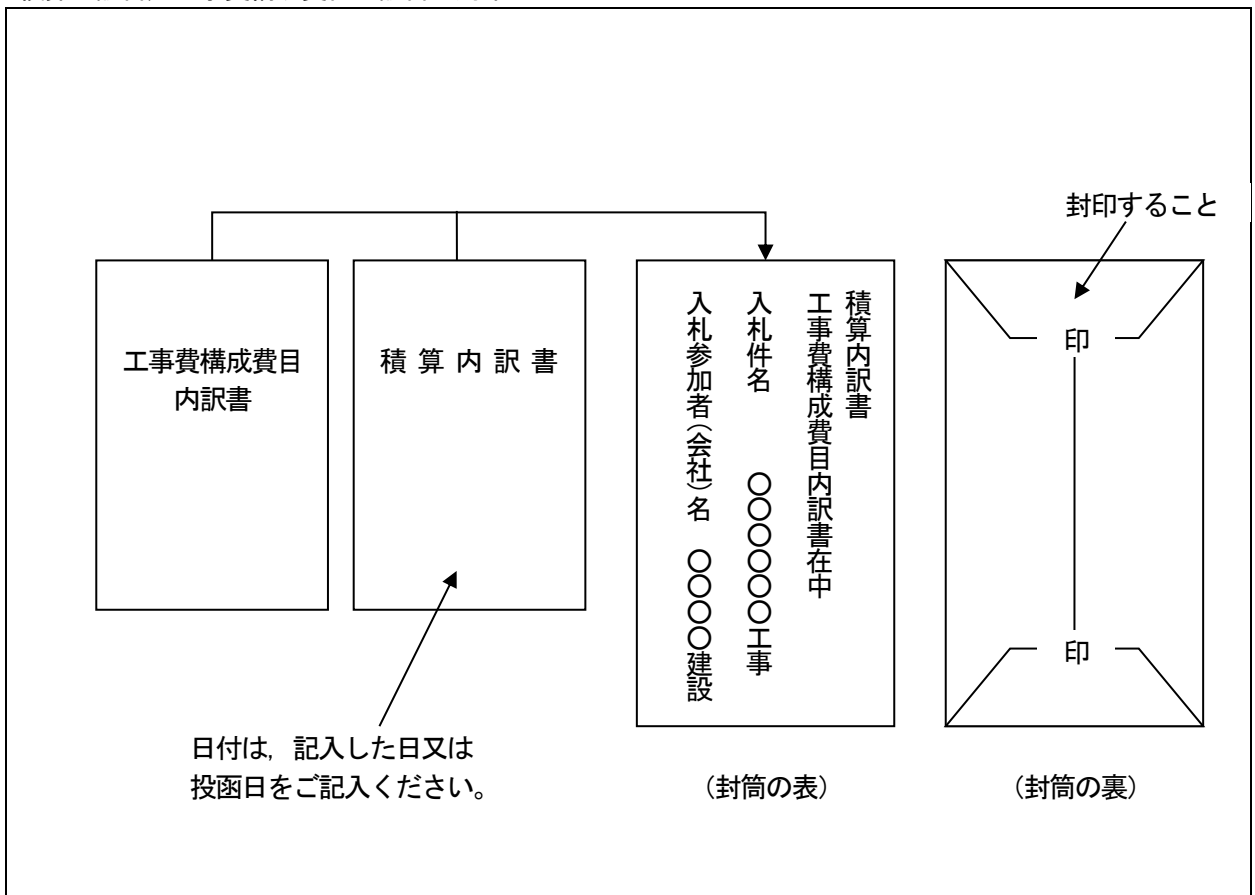 封印すること
工事費構成費目
内訳書
積算内訳書
積算内訳書
工事費構成費目内訳書在中
入札件名　〇〇〇〇〇〇工事
入札参加者(会社)名　〇〇〇〇建設
印
印
日付は，記入した日又は
投函日をご記入ください。
（封筒の表）
（封筒の裏）